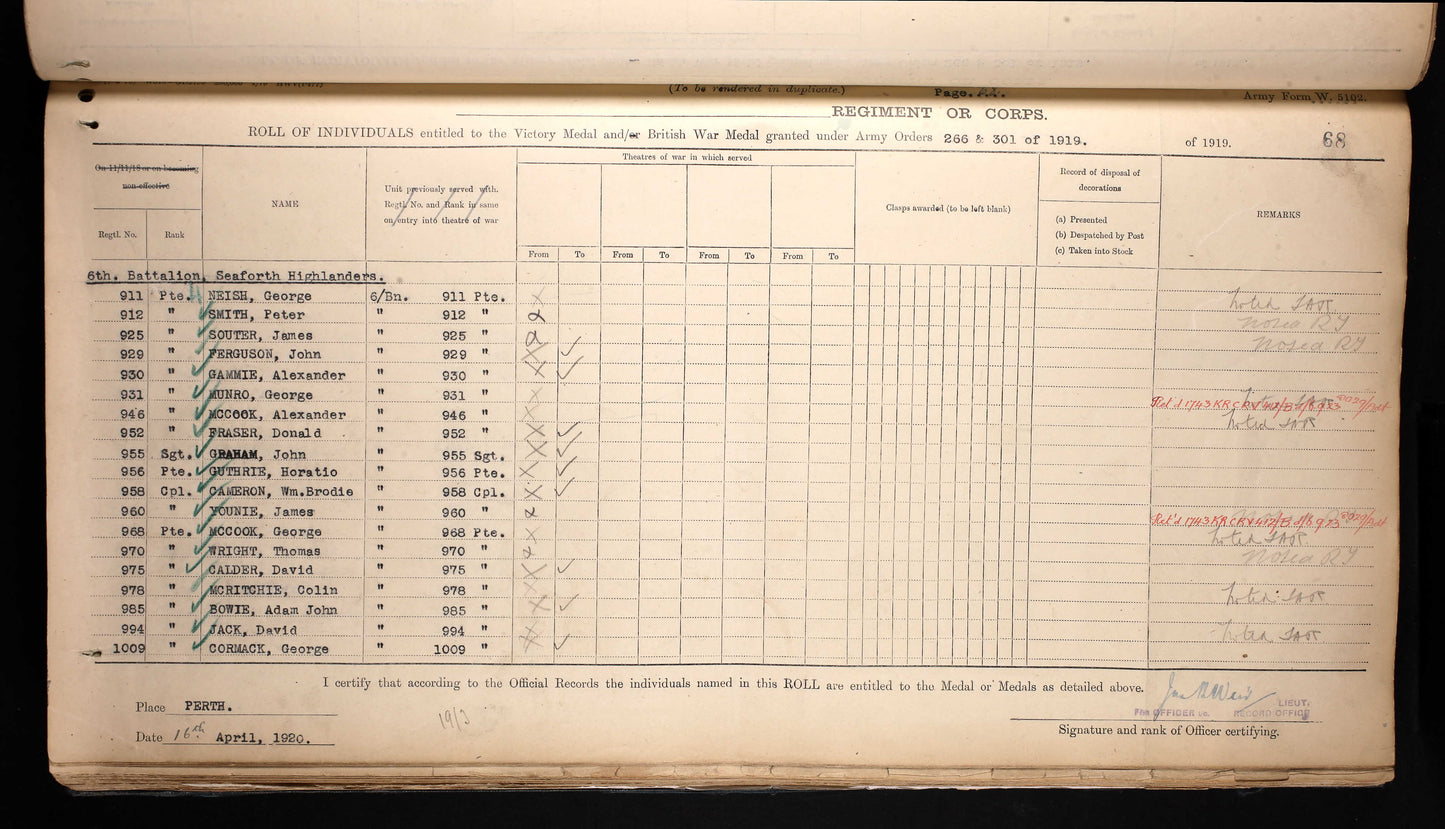 (To be rendered in duplicate.)
Page.
Army Form W. 5192.
REGIMENT OR CORPS.
ROLL OF INDIVIDUALS entitled to the Victory Medal and/or British War Medal granted under Army Orders 266 & 301 of 1919. of 1919. 68
On 11/11/18 or on becoming non-effective
Regtl. No. Rank
NAME
Unit previously served with. Regtl. No. and Rank in same on entry into theatre of war
Theatres of war in which served
From To From To From To From To
Clasps awarded (to be left blank)
Record of disposal of decorations
(a) Presented
(b) Despatched by Post
(c) Taken into Stock
REMARKS
6th. Battalion, Seaforth Highlanders.
911 Pte. NEISH, George 6/Bn. 911 Pte. Noted
912 " SMITH, Peter " 912 "
925 " SOUTER, James " 925 "
929 " FERGUSON, John " 929 "
930 " GAMMIE, Alexander " 930 "
931 " MUNRO, George " 931 "
946 " MCCOOK, Alexander " 946 " Noted
952 " FRASER, Donald " 952 "
955 Sgt. GRAHAM, John " 955 Sgt.
956 Pte. GUTHRIE, Horatio " 956 Pte.
958 Cpl. CAMERON, Wm.Brodie " 958 Cpl.
960 " YOUNIE, James " 960 "
968 Pte. MCCOOK, George " 968 Pte. Noted
970 " WRIGHT, Thomas " 970 "
975 " CALDER, David " 975 "
978 " MCRITCHIE, Colin " 978 " Noted
985 " BOWIE, Adam John " 985 "
994 " JACK, David " 994 " Noted
1009 " CORMACK, George " 1009 "
I certify that according to the Official Records the individuals named in this ROLL are entitled to the Medal or Medals as detailed above.
Place PERTH.
19/3
LIEUT.
FOR OFFICER i/c. RECORD OFFICE
Date 16th April, 1920.
Signature and rank of Officer certifying.